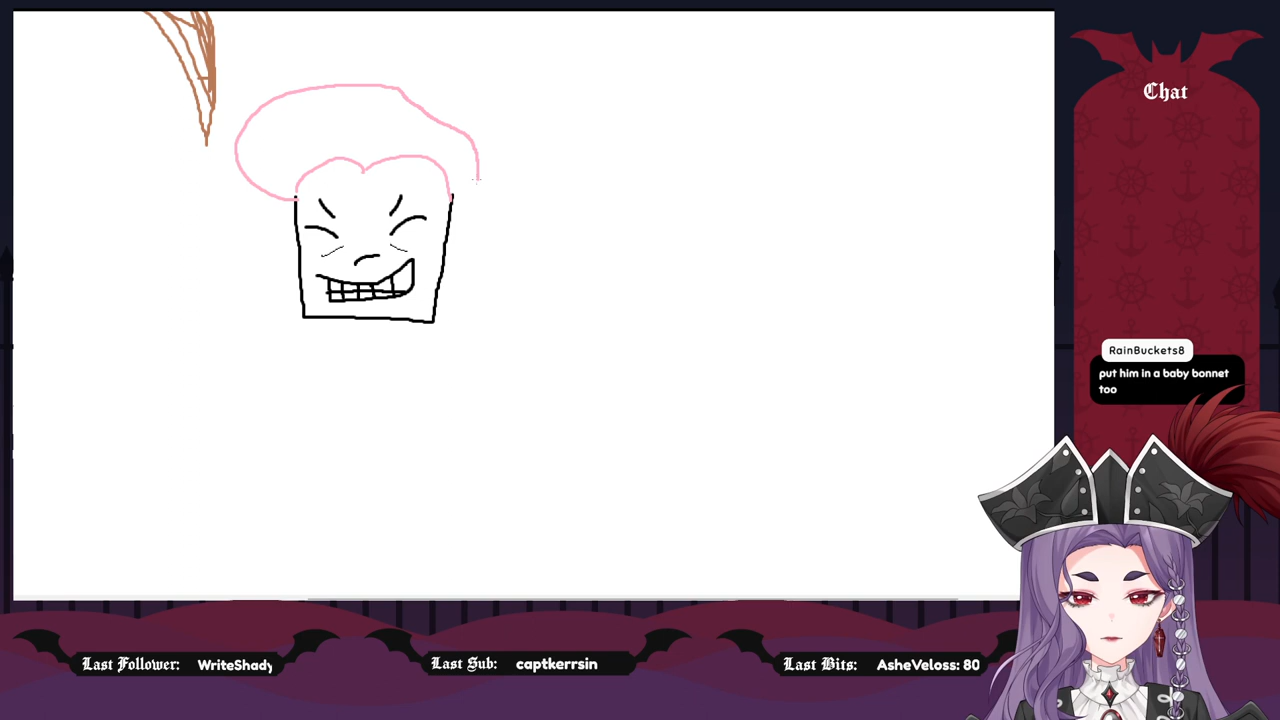 Chat
RainBuckets8
put him in a baby bonnet
too
Last Follower: WriteShady
Last Sub: captkerrsin
Last Bits: AsheVeloss: 80